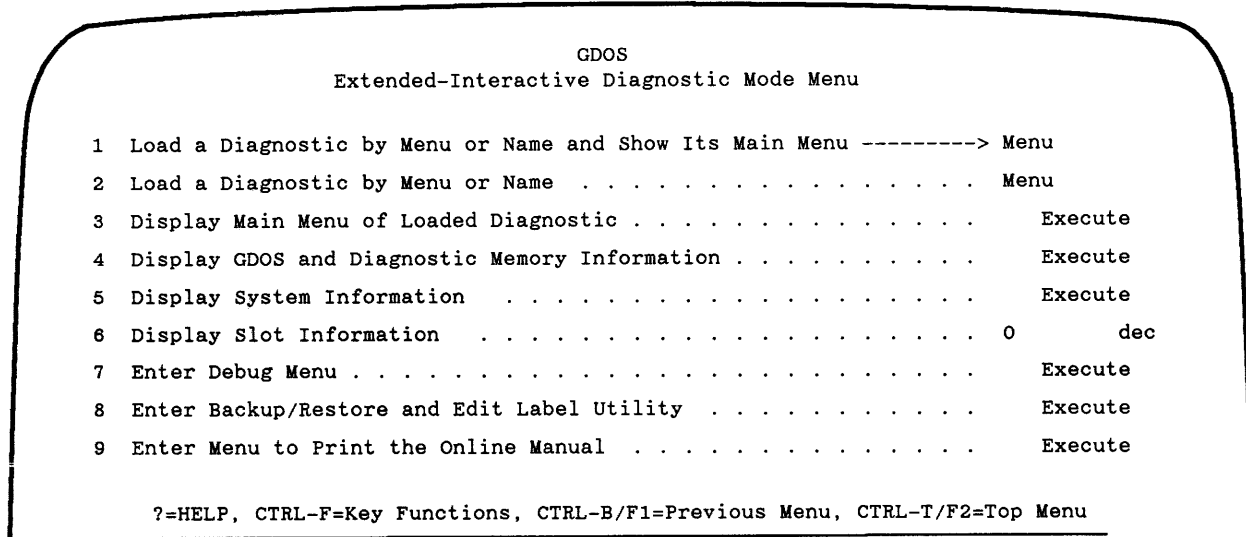 GDOS
Extended-Interactive Diagnostic Mode Menu
1 Load a Diagnostic by Menu or Name and Show Its Main Menu ---------> Menu
2 Load a Diagnostic by Menu or Name . . . . . . . . . . . . . . . . . Menu
3 Display Main Menu of Loaded Diagnostic . . . . . . . . . . . . . . . Execute
4 Display GDOS and Diagnostic Memory Information . . . . . . . . . . Execute
5 Display System Information . . . . . . . . . . . . . . . . . . . . Execute
6 Display Slot Information . . . . . . . . . . . . . . . . . . . . . 0 dec
7 Enter Debug Menu . . . . . . . . . . . . . . . . . . . . . . . . . Execute
8 Enter Backup/Restore and Edit Label Utility . . . . . . . . . . . Execute
9 Enter Menu to Print the Online Manual . . . . . . . . . . . . . . Execute
?=HELP, CTRL-F=Key Functions, CTRL-B/F1=Previous Menu, CTRL-T/F2=Top Menu